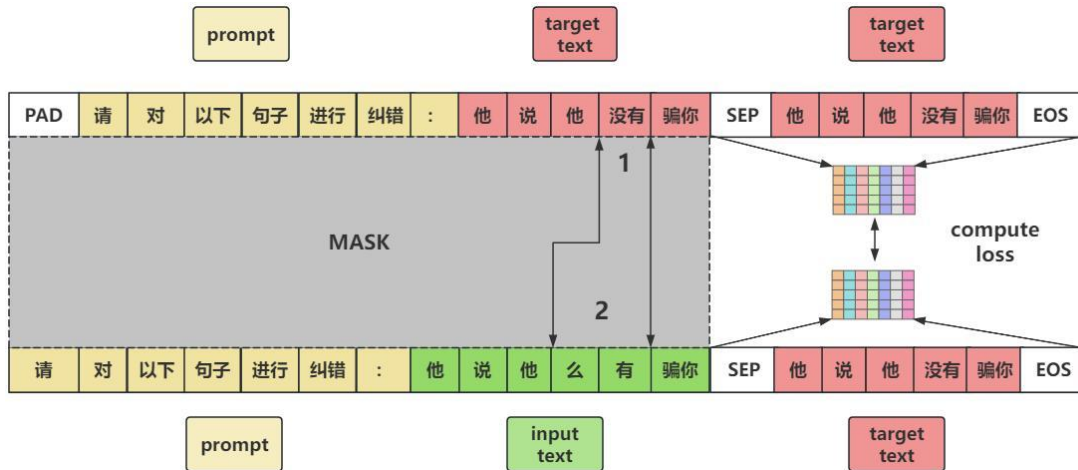 prompt
target
text
target
text
PAD 请 对 以下 句子 进行 纠错 : 他 说 他 没有 骗你 SEP 他 说 他 没有 骗你 EOS
1
MASK
compute
loss
2
请 对 以下 句子 进行 纠错 : 他 说 他 么 有 骗你 SEP 他 说 他 没有 骗你 EOS
prompt
input
text
target
text